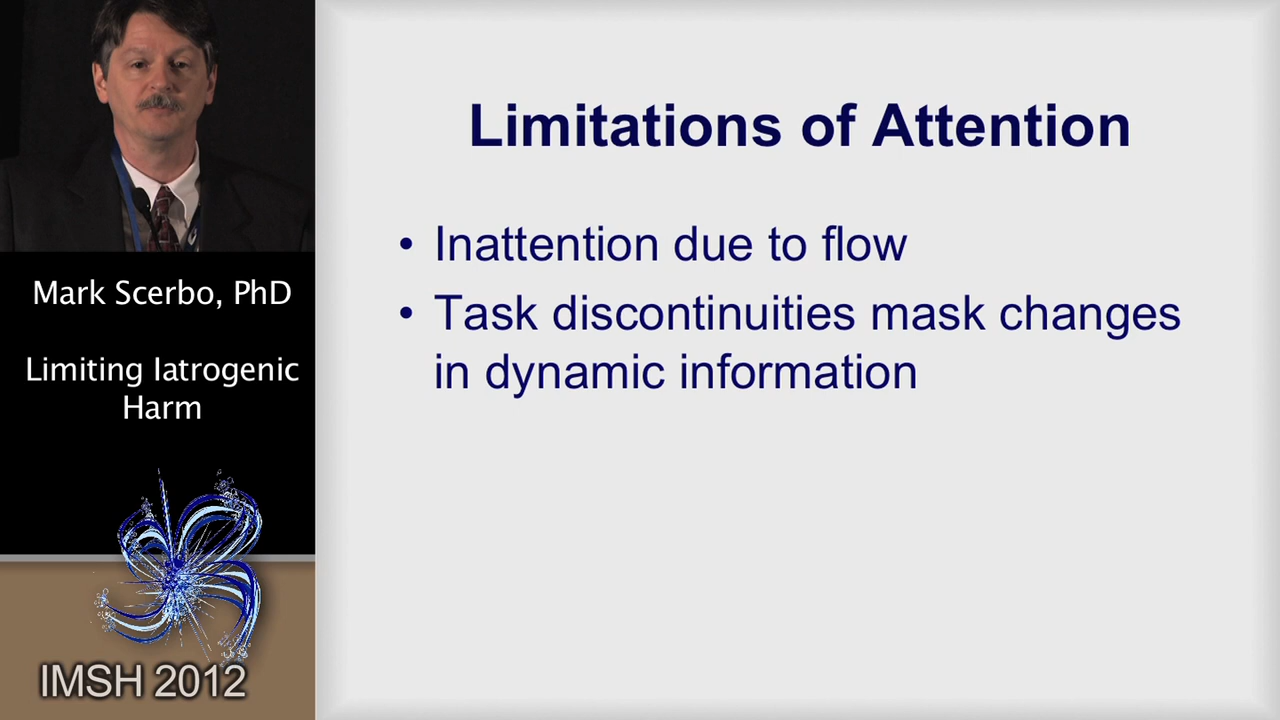 Mark Scerbo, PhD
Limiting Iatrogenic
Harm
IMSH 2012
Limitations of Attention
• Inattention due to flow
• Task discontinuities mask changes
in dynamic information